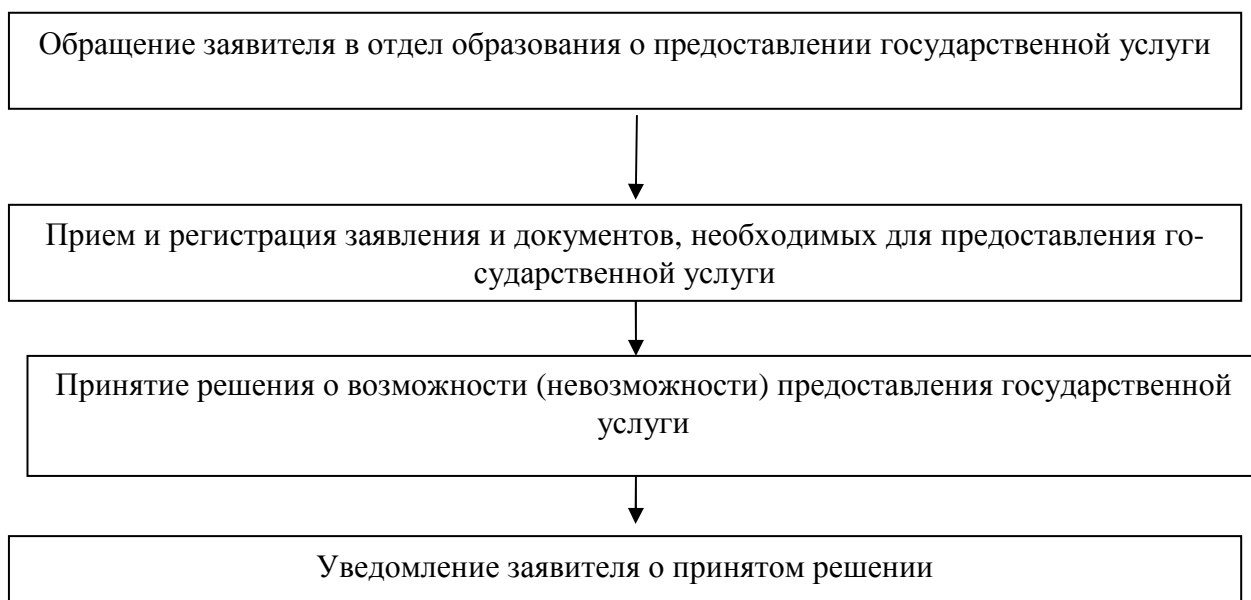 Обращение заявителя в отдел образования о предоставлении государственной услуги
Прием и регистрация заявления и документов, необходимых для предоставления го-
сударственной услуги
Принятие решения о возможности (невозможности) предоставления государственной
услуги
Уведомление заявителя о принятом решении